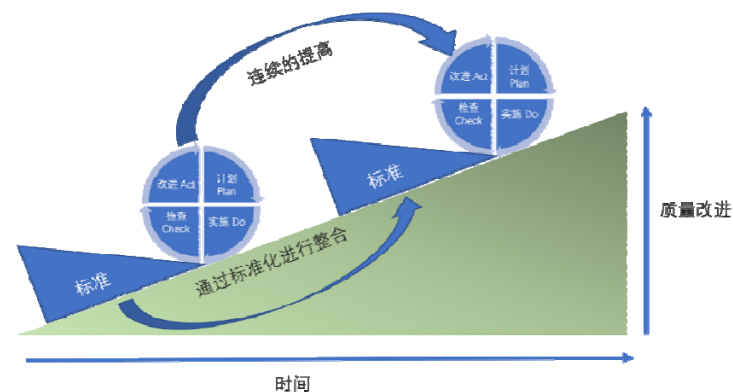 连续的提高
改进 Act
计划
Plan
检查
Check
实施 Do
改进 Act
计划
Plan
检查
Check
实施 Do
标准
标准
通过标准化进行整合
质量改进
时间